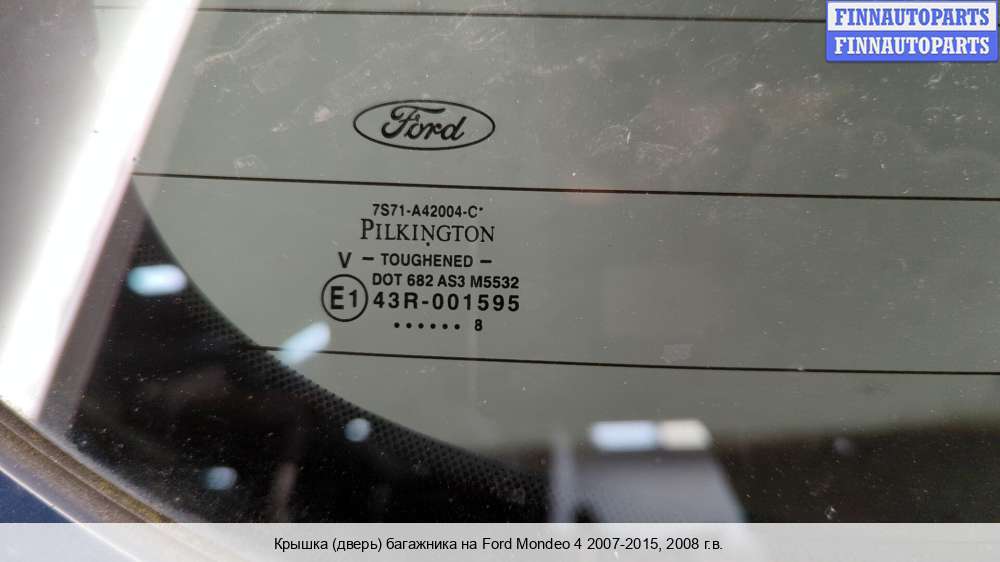 FINNAUTOPARTS
FINNAUTOPARTS
Ford
7S71-A42004-C*
PILKINGTON
V - TOUGHENED -
DOT 682 AS3 M5532
E1 43R-001595
...... 8
Крышка (дверь) багажника на Ford Mondeo 4 2007-2015, 2008 г.в.